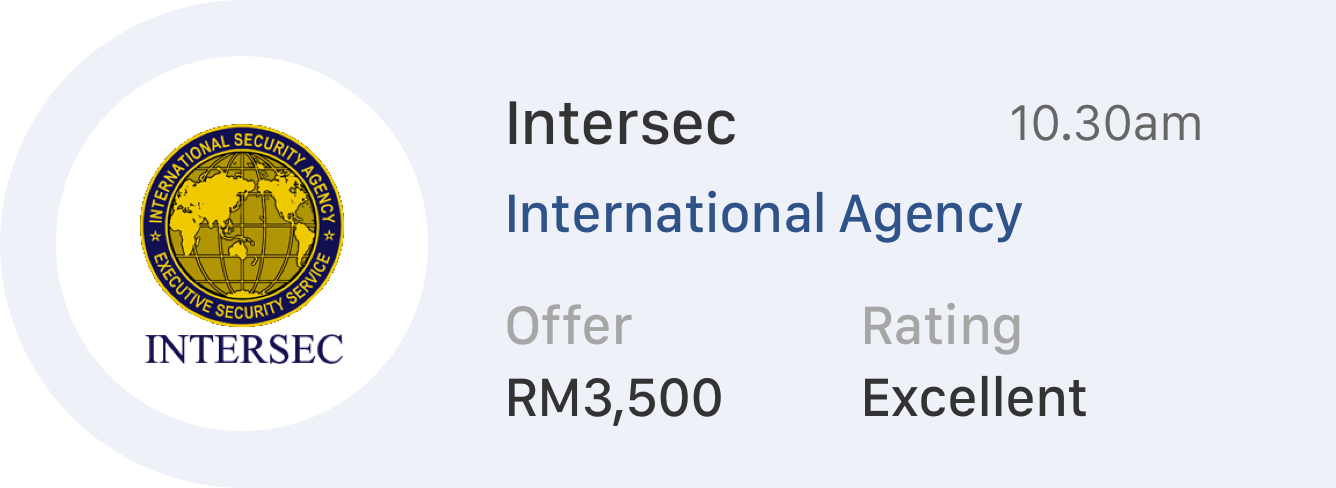 INTERNATIONAL SECURITY AGENCY
EXECUTIVE SECURITY SERVICE
INTERSEC
Intersec
10.30am
International Agency
Offer
Rating
RM3,500
Excellent